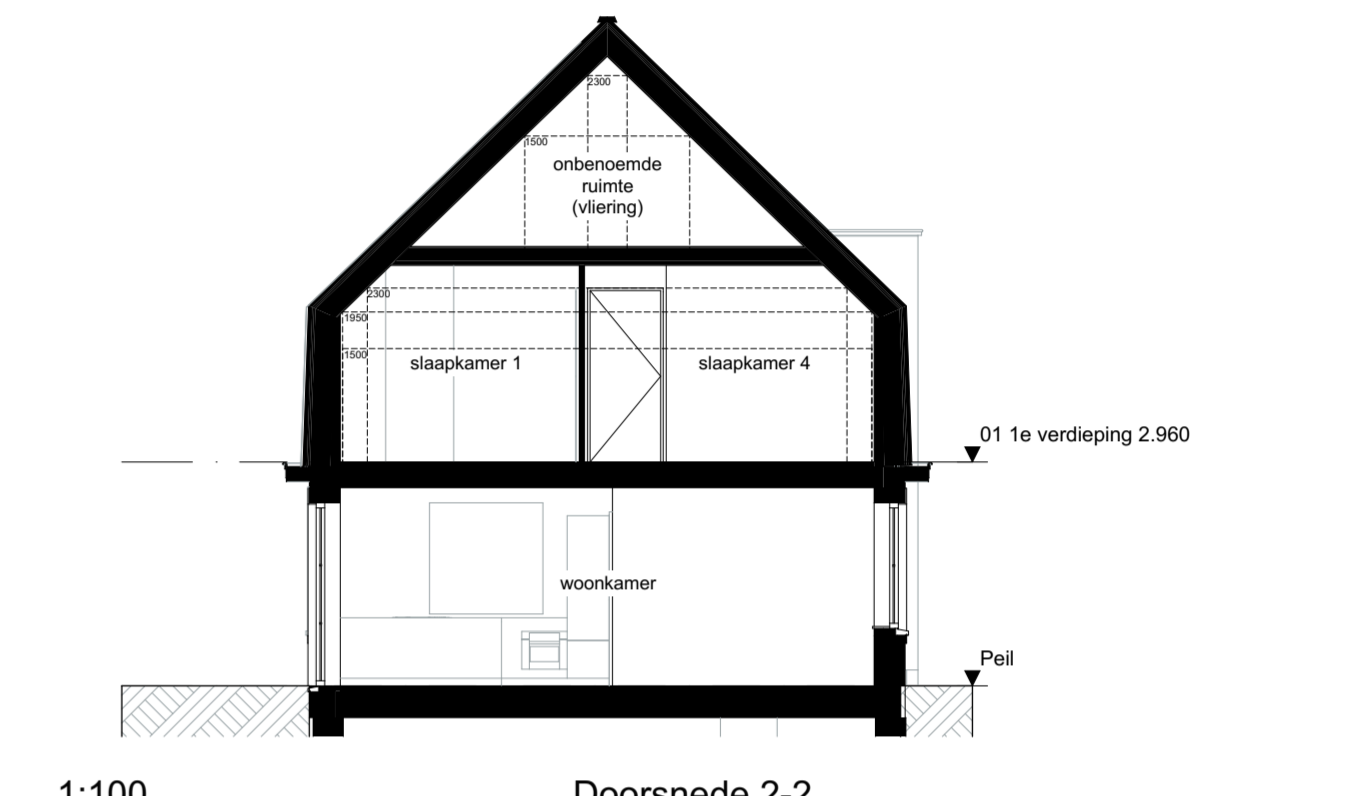 2300
1500
onbenoemde
ruimte
(vliering)
2300
1950
1500
slaapkamer 1
slaapkamer 4
01 1e verdieping 2.960
woonkamer
Peil
1:100
Doorsnede 2-2